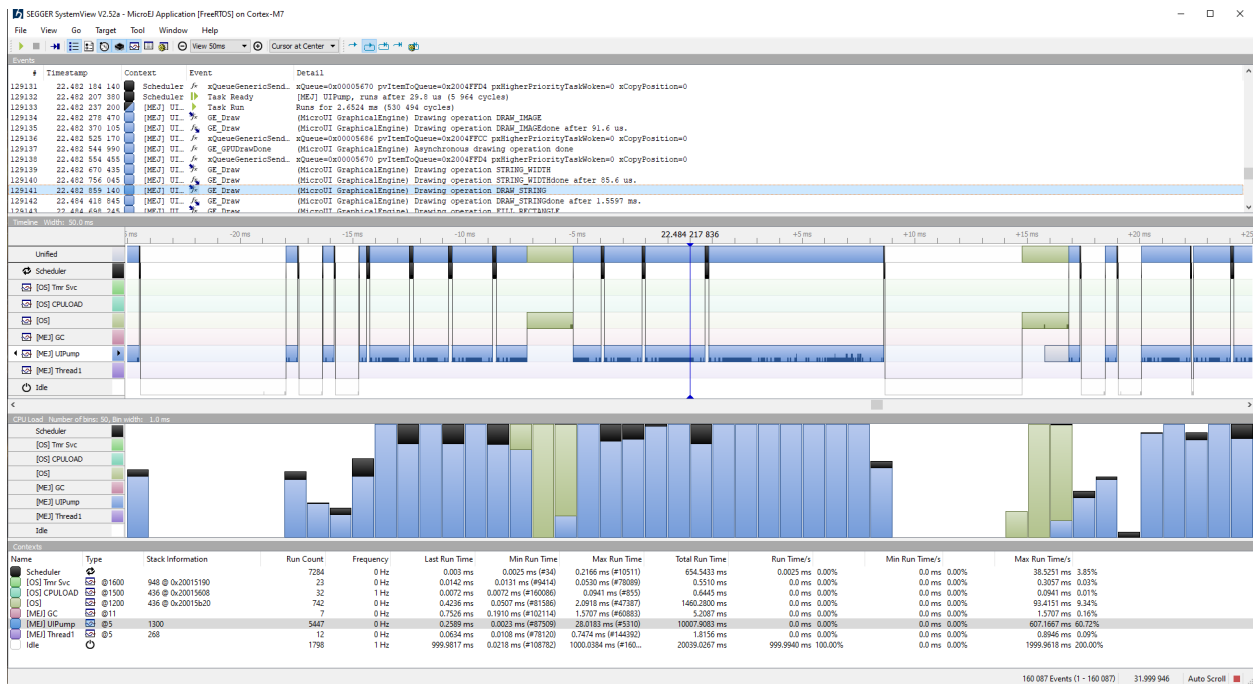 SEGGER SystemView V2.52a - MicroEJ Application [FreeRTOS] on Cortex-M7
File View Go Target Tool Window Help
View 50ms Cursor at Center
Events
# Timestamp Context Event Detail
129131 22.482 184 140 Scheduler xQueueGenericSend… xQueue=0x00005670 pvItemToQueue=0x2004FFD4 pxHigherPriorityTaskWoken=0 xCopyPosition=0
129132 22.482 207 380 Scheduler Task Ready [MEJ] UIPump, runs after 29.8 us (5 964 cycles)
129133 22.482 237 200 [MEJ] UI… Task Run Runs for 2.6524 ms (530 494 cycles)
129134 22.482 278 470 [MEJ] UI… GE_Draw (MicroUI GraphicalEngine) Drawing operation DRAW_IMAGE
129135 22.482 370 105 [MEJ] UI… GE_Draw (MicroUI GraphicalEngine) Drawing operation DRAW_IMAGEdone after 91.6 us.
129136 22.482 525 170 [MEJ] UI… xQueueGenericSend… xQueue=0x00005686 pvItemToQueue=0x2004FFCC pxHigherPriorityTaskWoken=0 xCopyPosition=0
129137 22.482 544 990 [MEJ] UI… GE_GPUDrawDone (MicroUI GraphicalEngine) Asynchronous drawing operation done
129138 22.482 554 455 [MEJ] UI… xQueueGenericSend… xQueue=0x00005670 pvItemToQueue=0x2004FFD4 pxHigherPriorityTaskWoken=0 xCopyPosition=0
129139 22.482 670 435 [MEJ] UI… GE_Draw (MicroUI GraphicalEngine) Drawing operation STRING_WIDTH
129140 22.482 756 045 [MEJ] UI… GE_Draw (MicroUI GraphicalEngine) Drawing operation STRING_WIDTHdone after 85.6 us.
129141 22.482 859 140 [MEJ] UI… GE_Draw (MicroUI GraphicalEngine) Drawing operation DRAW_STRING
129142 22.484 418 845 [MEJ] UI… GE_Draw (MicroUI GraphicalEngine) Drawing operation DRAW_STRINGdone after 1.5597 ms.
129143 22.484 698 245 [MEJ] UI… GE_Draw (MicroUI GraphicalEngine) Drawing operation FILL_RECTANGLE
Timeline Width: 50.0 ms
5 ms -20 ms -15 ms -10 ms -5 ms 22.484 217 836 +5 ms +10 ms +15 ms +20 ms +25
Unified
Scheduler
[OS] Tmr Svc
[OS] CPULOAD
[OS]
[MEJ] GC
[MEJ] UIPump
[MEJ] Thread1
Idle
CPU Load Number of bins: 50, Bin width: 1.0 ms
Scheduler
[OS] Tmr Svc
[OS] CPULOAD
[OS]
[MEJ] GC
[MEJ] UIPump
[MEJ] Thread1
Idle
Contexts
Name Type Stack Information Run Count Frequency Last Run Time Min Run Time Max Run Time Total Run Time Run Time/s Min Run Time/s Max Run Time/s
Scheduler 7284 0 Hz 0.003 ms 0.0025 ms (#34) 0.2166 ms (#10511) 654.5433 ms 0.0025 ms 0.00% 0.0 ms 0.00% 38.5251 ms 3.85%
[OS] Tmr Svc @1600 948 @ 0x20015190 23 0 Hz 0.0142 ms 0.0131 ms (#9414) 0.0530 ms (#78089) 0.5510 ms 0.0 ms 0.00% 0.0 ms 0.00% 0.3057 ms 0.03%
[OS] CPULOAD @1500 436 @ 0x20015608 32 1 Hz 0.0072 ms 0.0072 ms (#160086) 0.0941 ms (#855) 0.6445 ms 0.0 ms 0.00% 0.0 ms 0.00% 0.0941 ms 0.01%
[OS] @1200 436 @ 0x20015b20 742 0 Hz 0.4236 ms 0.0507 ms (#81586) 2.0918 ms (#47387) 1460.2800 ms 0.0 ms 0.00% 0.0 ms 0.00% 93.4151 ms 9.34%
[MEJ] GC @11 7 0 Hz 0.7526 ms 0.1910 ms (#102114) 1.5707 ms (#60883) 5.2087 ms 0.0 ms 0.00% 0.0 ms 0.00% 1.5707 ms 0.16%
[MEJ] UIPump @5 1300 5447 0 Hz 0.2589 ms 0.0023 ms (#87509) 28.0183 ms (#5310) 10007.9083 ms 0.0 ms 0.00% 0.0 ms 0.00% 607.1667 ms 60.72%
[MEJ] Thread1 @5 268 12 0 Hz 0.0634 ms 0.0108 ms (#78120) 0.7474 ms (#144392) 1.8156 ms 0.0 ms 0.00% 0.0 ms 0.00% 0.8946 ms 0.09%
Idle 1798 1 Hz 999.9817 ms 0.0218 ms (#108782) 1000.0384 ms (#160… 20039.0267 ms 999.9940 ms 100.00% 0.0 ms 0.00% 1999.9618 ms 200.00%
160 087 Events (1 - 160 087) 31.999 946 Auto Scroll